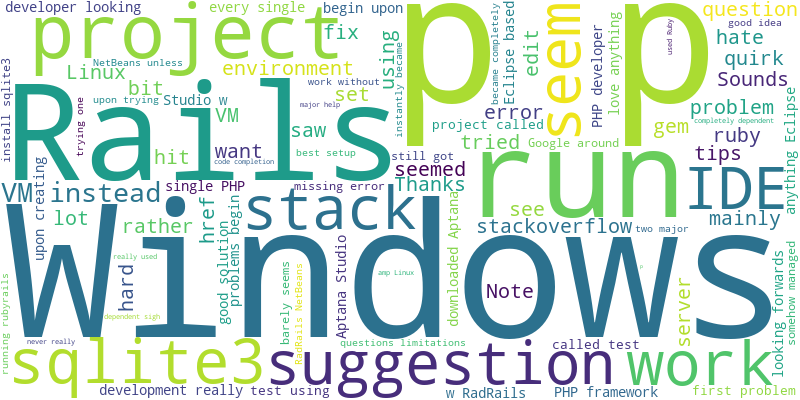 developer looking
every single
begin upon
p
p
good idea
question
project
fix
using
Eclipse based
edit
seem
used Ruby
hate
quirk
NetBeans unless
Linux
environment
work without
instantly became
became completely
PHP developer
love anything
Sounds
install sqlite3
Rails
bit
upon trying
Studio w
set
major help
error
problem
completely dependent
trying one
VM
saw
project called
gem
ruby
hit
want
code completion
best setup
tried
Google around
tips
anything Eclipse
still got
run
VM instead
single PHP
missing error
seemed
Thanks
see
IDE
upon creating
lot
rather
href
stack
stackoverflow
two major
mainly
Windows
problems begin
good solution
hard
really used
barely seems
RadRails NetBeans
Aptana Studio
amp Linux
downloaded Aptana
Note
server
looking forwards
somehow managed
running rubyrails
dependent sigh
never really
questions limitations
called test
sqlite3
suggestion
work
development really
test using
w RadRails
PHP framework
first problem